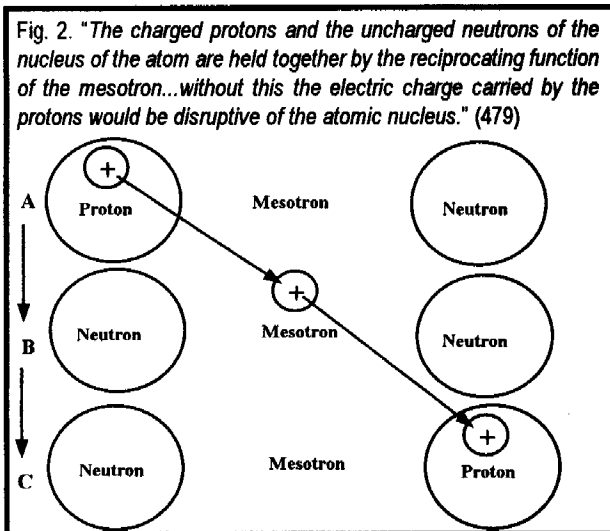 Fig. 2. "The charged protons and the uncharged neutrons of the
nucleus of the atom are held together by the reciprocating function
of the mesotron...without this the electric charge carried by the
protons would be disruptive of the atomic nucleus." (479)
+
A Proton Mesotron Neutron
+
B Neutron Mesotron Neutron
+
C Neutron Mesotron Proton